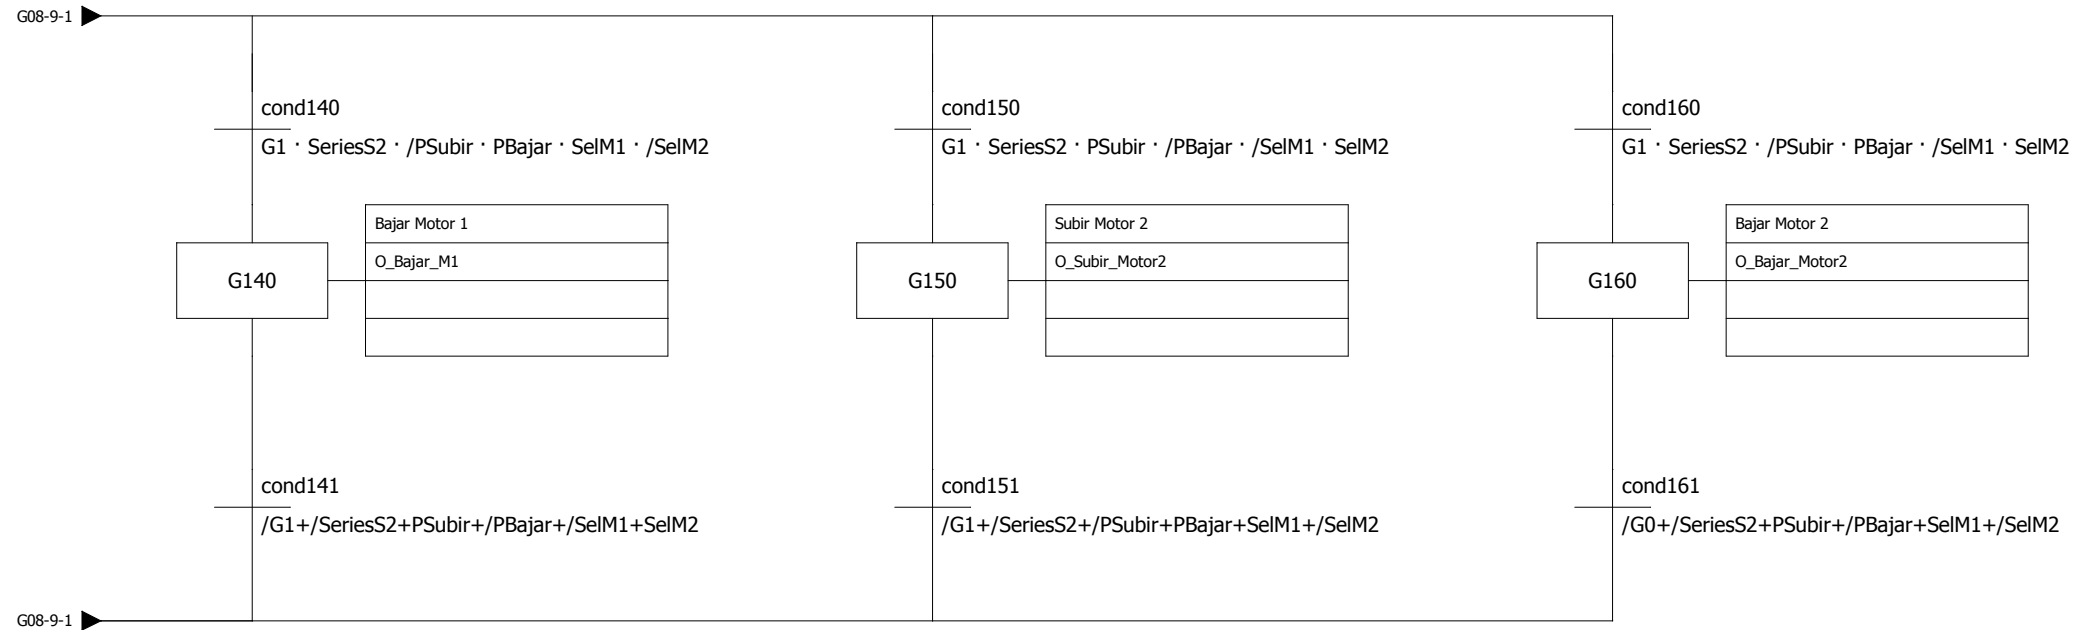 G08-9-1
cond140
G1 · SeriesS2 · /PSubir · PBajar · SelM1 · /SelM2
cond150
G1 · SeriesS2 · PSubir · /PBajar · /SelM1 · SelM2
cond160
G1 · SeriesS2 · /PSubir · PBajar · /SelM1 · SelM2
G140
Bajar Motor 1
O_Bajar_M1
G150
Subir Motor 2
O_Subir_Motor2
G160
Bajar Motor 2
O_Bajar_Motor2
cond141
/G1+/SeriesS2+PSubir+/PBajar+/SelM1+SelM2
cond151
/G1+/SeriesS2+/PSubir+PBajar+SelM1+/SelM2
cond161
/G0+/SeriesS2+PSubir+/PBajar+SelM1+/SelM2
G08-9-1